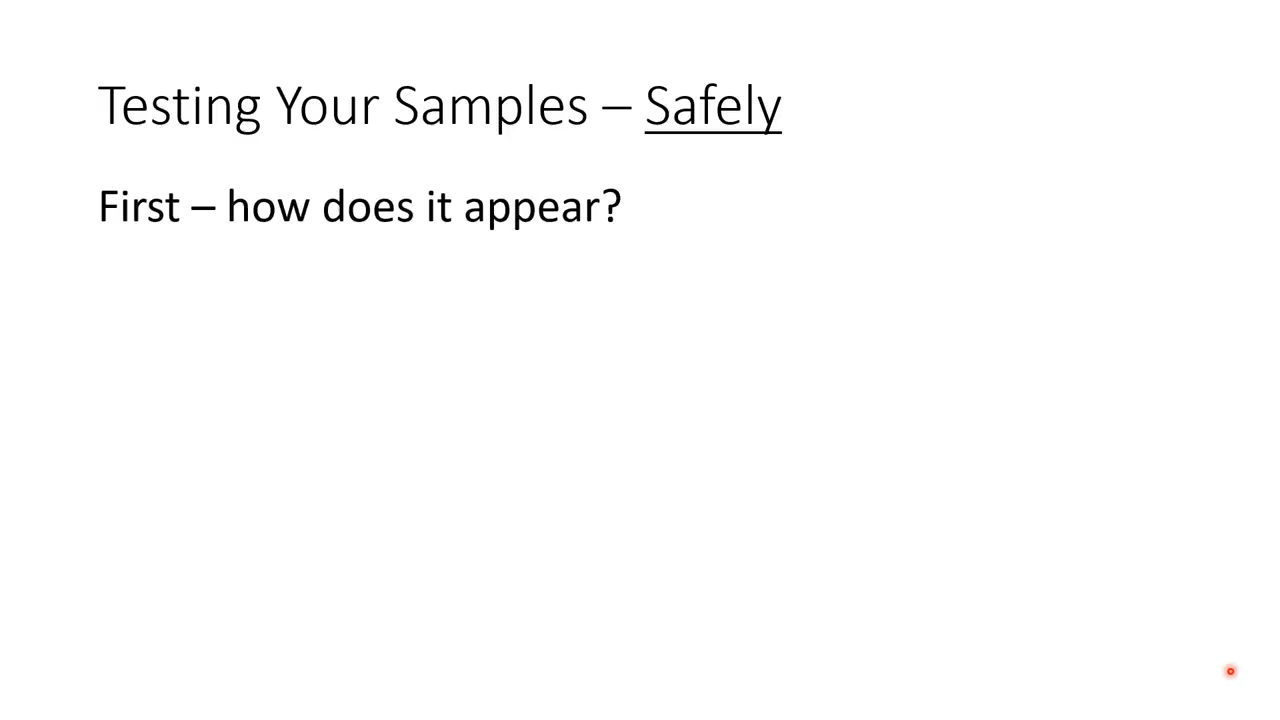 Testing Your Samples – Safely
First – how does it appear?